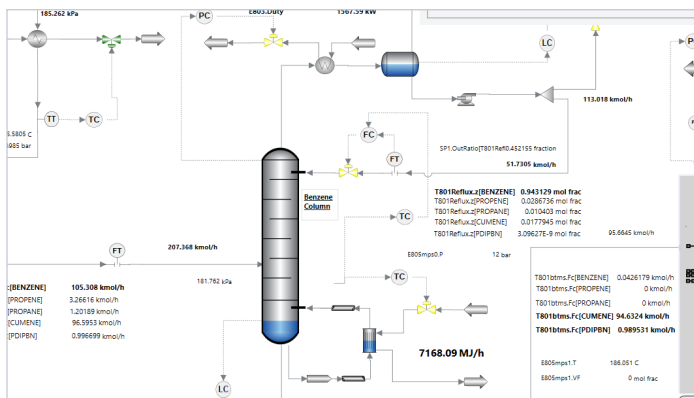 185.262 kPa
PC
E803.Duty
1567.59 kW
LC
PC
TT
TC
5.5805 C
4985 bar
113.018 kmol/h
FC
FT
SP1.OutRatio[T801Refl0.452155 fraction
51.7305 kmol/h
Benzene
Column
T801Reflux.z[BENZENE] 0.943129 mol frac
T801Reflux.z[PROPENE] 0.0286736 mol frac
T801Reflux.z[PROPANE] 0.010403 mol frac
T801Reflux.z[CUMENE] 0.0177945 mol frac
T801Reflux.z[PDIPBN] 3.09627E-9 mol frac
TC
95.6645 kmol/h
FT
207.368 kmol/h
E805mps0.P 12 bar
181.762 kPa
TC
:[BENZENE] 105.308 kmol/h
[PROPENE] 3.26616 kmol/h
[PROPANE] 1.20189 kmol/h
[CUMENE] 96.5953 kmol/h
[PDIPBN] 0.996699 kmol/h
T801btms.Fc[BENZENE] 0.0426179 kmol/h
T801btms.Fc[PROPENE] 0 kmol/h
T801btms.Fc[PROPANE] 0 kmol/h
T801btms.Fc[CUMENE] 94.6324 kmol/h
T801btms.Fc[PDIPBN] 0.989531 kmol/h
7168.09 MJ/h
E805mps1.T 186.051 C
E805mps1.VF 0 mol frac
LC